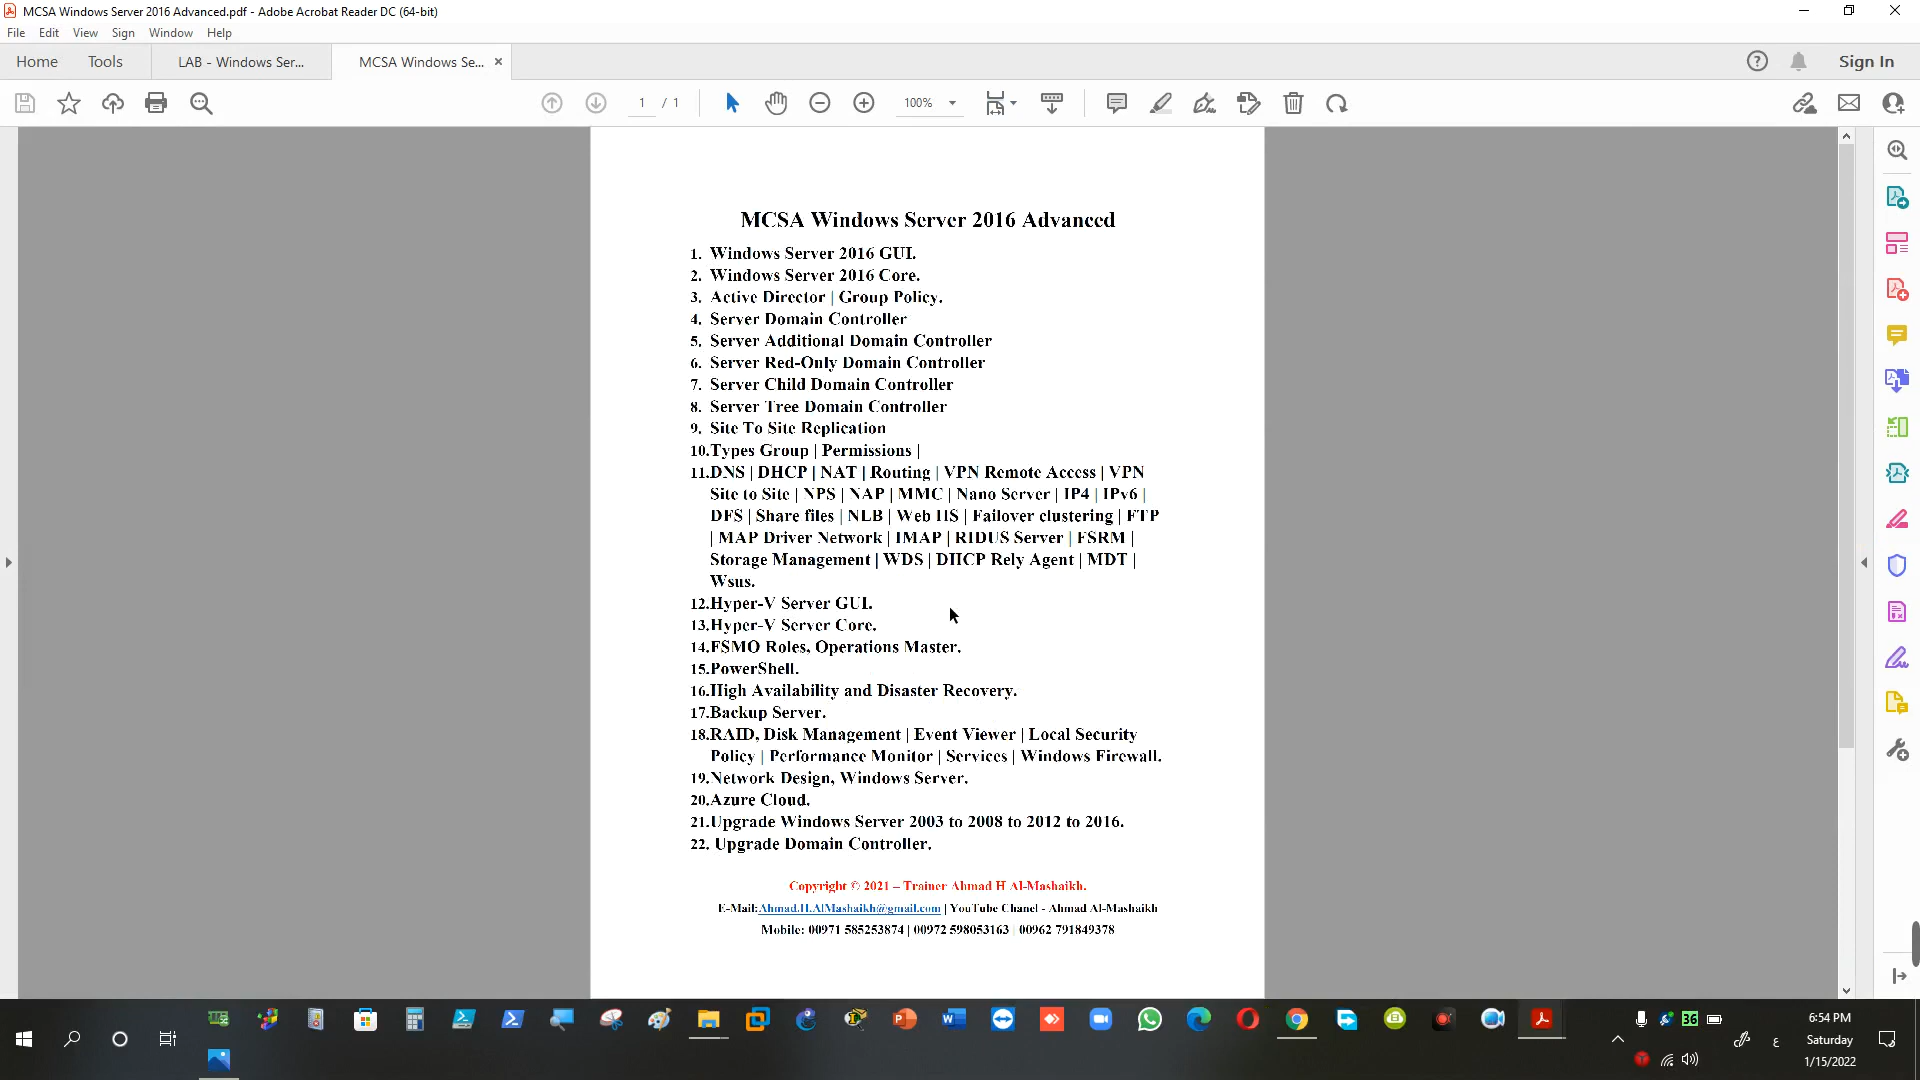 MCSA Windows Server 2016 Advanced.pdf - Adobe Acrobat Reader DC (64-bit)
File Edit View Sign Window Help
Home Tools LAB - Windows Ser... MCSA Windows Se... × Sign In
1 / 1 100%
MCSA Windows Server 2016 Advanced
1. Windows Server 2016 GUI.
2. Windows Server 2016 Core.
3. Active Director | Group Policy.
4. Server Domain Controller
5. Server Additional Domain Controller
6. Server Red-Only Domain Controller
7. Server Child Domain Controller
8. Server Tree Domain Controller
9. Site To Site Replication
10.Types Group | Permissions |
11.DNS | DHCP | NAT | Routing | VPN Remote Access | VPN
Site to Site | NPS | NAP | MMC | Nano Server | IP4 | IPv6 |
DFS | Share files | NLB | Web IIS | Failover clustering | FTP
| MAP Driver Network | IMAP | RIDUS Server | FSRM |
Storage Management | WDS | DHCP Rely Agent | MDT |
Wsus.
12.Hyper-V Server GUI.
13.Hyper-V Server Core.
14.FSMO Roles, Operations Master.
15.PowerShell.
16.High Availability and Disaster Recovery.
17.Backup Server.
18.RAID, Disk Management | Event Viewer | Local Security
Policy | Performance Monitor | Services | Windows Firewall.
19.Network Design, Windows Server.
20.Azure Cloud.
21.Upgrade Windows Server 2003 to 2008 to 2012 to 2016.
22. Upgrade Domain Controller.
Copyright © 2021 – Trainer Ahmad H Al-Mashaikh.
E-Mail:Ahmad.H.AlMashaikh@gmail.com | YouTube Chanel - Ahmad Al-Mashaikh
Mobile: 00971 585253874 | 00972 598053163 | 00962 791849378
36
6:54 PM
ع Saturday
1/15/2022